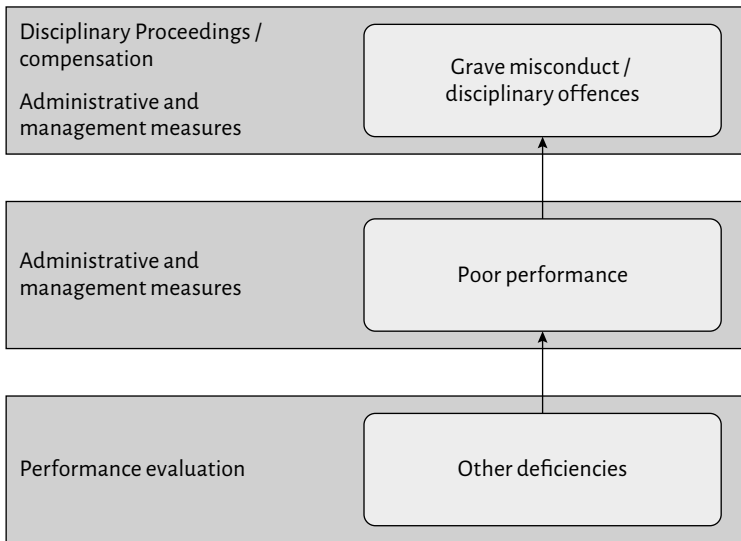 Disciplinary Proceedings /
compensation
Administrative and
management measures
Grave misconduct /
disciplinary offences
Administrative and
management measures
Poor performance
Performance evaluation
Other deficiencies